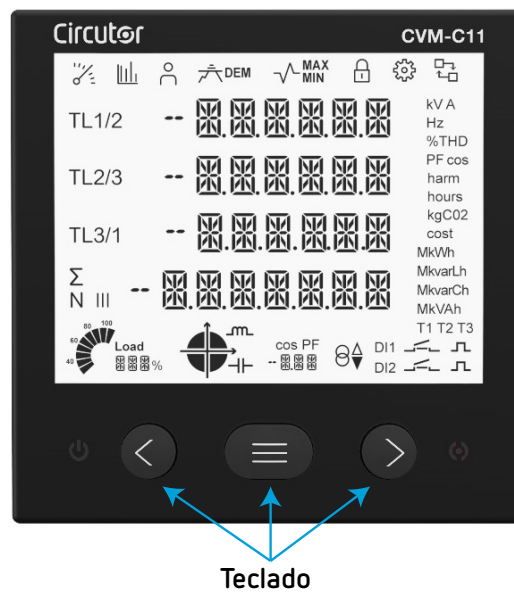 Circutor CVM-C11
DEM MAX MIN
TL1/2 -- kV A
Hz
%THD
TL2/3 -- PF cos
harm
hours
kgC02
TL3/1 -- cost
MkWh
Σ MkvarLh
N III -- MkvarCh
MkVAh
T1 T2 T3
40 60 80 100 Load % cos PF -- DI1
DI2
Teclado